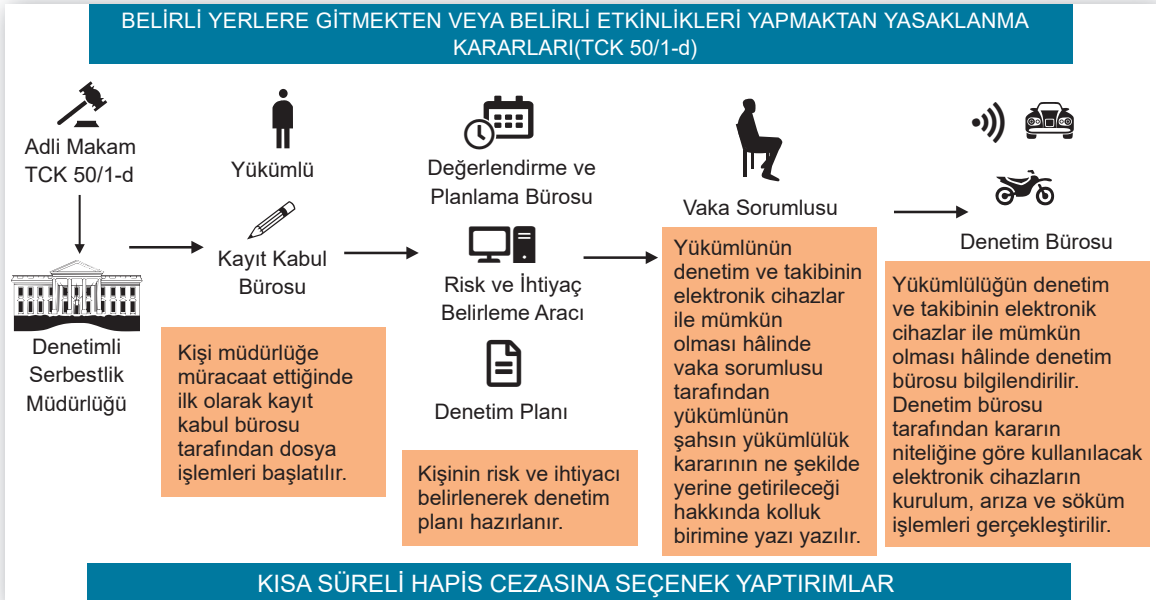 BELİRLİ YERLERE GİTMEKTEN VEYA BELİRLİ ETKİNLİKLERİ YAPMAKTAN YASAKLANMA
KARARLARI(TCK 50/1-d)
Adli Makam
TCK 50/1-d
Denetimli
Serbestlik
Müdürlüğü
Yükümlü
Kayıt Kabul
Bürosu
Kişi müdürlüğe
müracaat ettiğinde
ilk olarak kayıt
kabul bürosu
tarafından dosya
işlemleri başlatılır.
Değerlendirme ve
Planlama Bürosu
Risk ve İhtiyaç
Belirleme Aracı
Denetim Planı
Kişinin risk ve ihtiyacı
belirlenerek denetim
planı hazırlanır.
Vaka Sorumlusu
Yükümlünün
denetim ve takibinin
elektronik cihazlar
ile mümkün
olması hâlinde
vaka sorumlusu
tarafından
yükümlünün
şahsın yükümlülük
kararının ne şekilde
yerine getirileceği
hakkında kolluk
birimine yazı yazılır.
Denetim Bürosu
Yükümlülüğün denetim
ve takibinin elektronik
cihazlar ile mümkün
olması hâlinde denetim
bürosu bilgilendirilir.
Denetim bürosu
tarafından kararın
niteliğine göre kullanılacak
elektronik cihazların
kurulum, arıza ve söküm
işlemleri gerçekleştirilir.
KISA SÜRELİ HAPİS CEZASINA SEÇENEK YAPTIRIMLAR